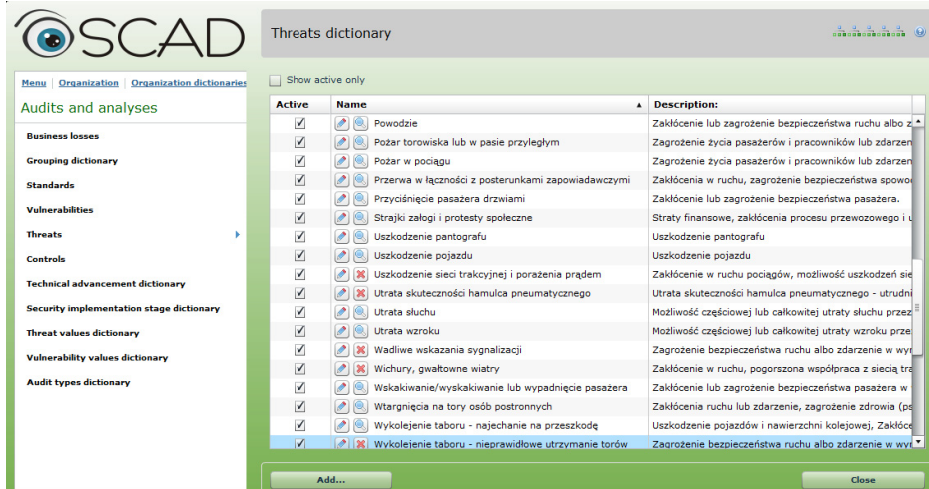 OSCAD
Threats dictionary
Menu | Organization | Organization dictionaries
Audits and analyses
Business losses
Grouping dictionary
Standards
Vulnerabilities
Threats
Controls
Technical advancement dictionary
Security implementation stage dictionary
Threat values dictionary
Vulnerability values dictionary
Audit types dictionary
Show active only
Active Name Description:
Powodzie Zakłócenie lub zagrożenie bezpieczeństwa ruchu albo z
Pożar torowiska lub w pasie przyległym Zagrożenie życia pasażerów i pracowników lub zdarzen
Pożar w pociągu Zagrożenie życia pasażerów i pracowników lub zdarzen
Przerwa w łączności z posterunkami zapowiadawczymi Zakłócenie w ruchu, zagrożenie bezpieczeństwa spowo
Przyciśnięcie pasażera drzwiami Zakłócenie lub zagrożenie bezpieczeństwa pasażera.
Strajki załogi i protesty społeczne Straty finansowe, zakłócenia procesu przewozowego i u
Uszkodzenie pantografu Uszkodzenie pantografu
Uszkodzenie pojazdu Uszkodzenie pojazdu
Uszkodzenie sieci trakcyjnej i porażenia prądem Zakłócenie w ruchu pociągów, możliwość uszkodzeń sie
Utrata skuteczności hamulca pneumatycznego Utrata skuteczności hamulca pneumatycznego - utrudni
Utrata słuchu Możliwość częściowej lub całkowitej utraty słuchu przez
Utrata wzroku Możliwość częściowej lub całkowitej utraty wzroku prze
Wadliwe wskazania sygnalizacji Zagrożenie bezpieczeństwa ruchu albo zdarzenie w wyr
Wichury, gwałtowne wiatry Zakłócenie w ruchu, pogorszona współpraca z siecią tra
Wskakiwanie/wyskakiwanie lub wypadnięcie pasażera Zakłócenie lub zagrożenie bezpieczeństwa pasażera w
Wtargnięcia na tory osób postronnych Zakłócenia ruchu lub zdarzenie, zagrożenie zdrowia (ps
Wykolejenie taboru - najechanie na przeszkodę Uszkodzenie pojazdów i nawierzchni kolejowej, Zakłóce
Wykolejenie taboru - nieprawidłowe utrzymanie torów Zagrożenie bezpieczeństwa ruchu albo zdarzenie w wyr
Add... Close